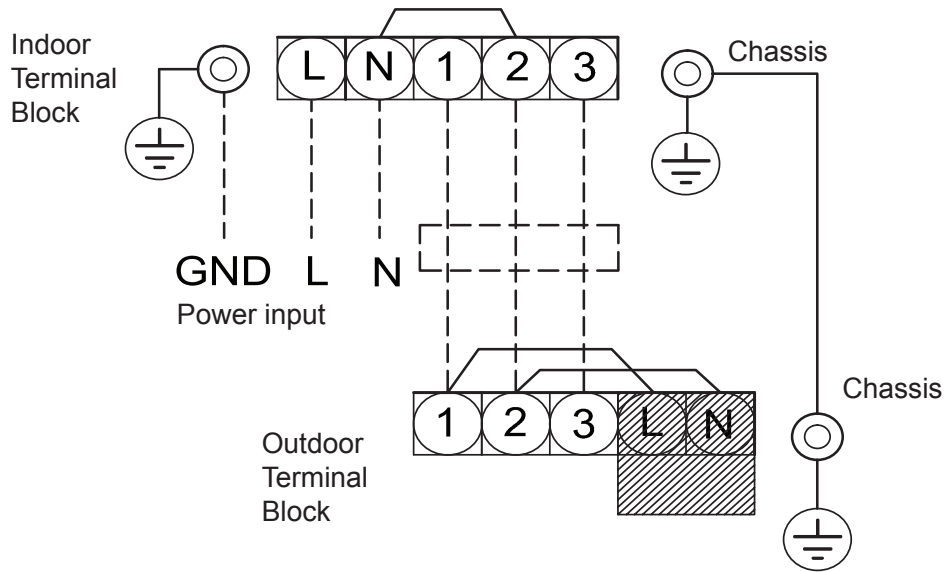 Indoor
Terminal
Block
L N 1 2 3
Chassis
GND L N
Power input
Chassis
1 2 3 L N
Outdoor
Terminal
Block